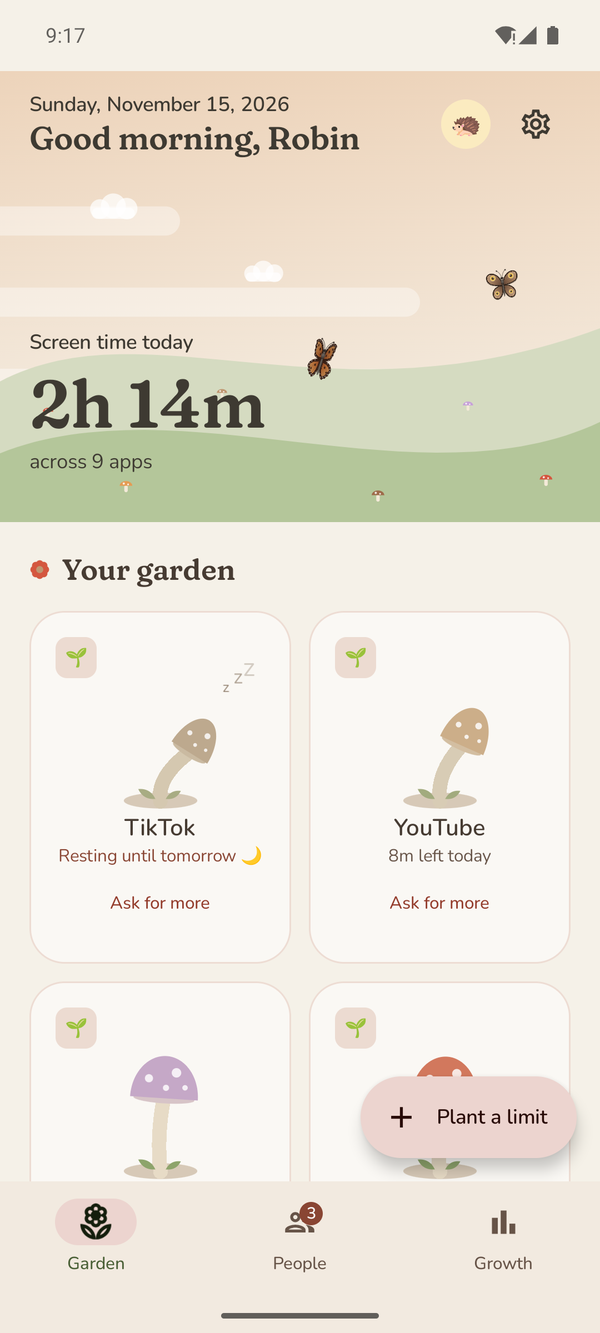 9:17
Sunday, November 15, 2026
Good morning, Robin
Screen time today
2h 14m
across 9 apps
Your garden
z z Z
TikTok
Resting until tomorrow 🌙
Ask for more
YouTube
8m left today
Ask for more
Plant a limit
3
Garden
People
Growth